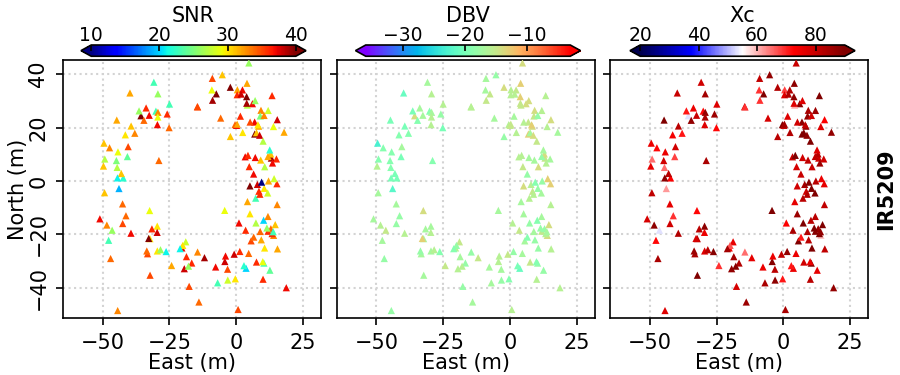 SNR DBV Xc
10 20 30 40 −30 −20 −10 20 40 60 80
40
20
0
−20
−40
North (m)
IR5209
−50 −25 0 25 −50 −25 0 25 −50 −25 0 25
East (m) East (m) East (m)